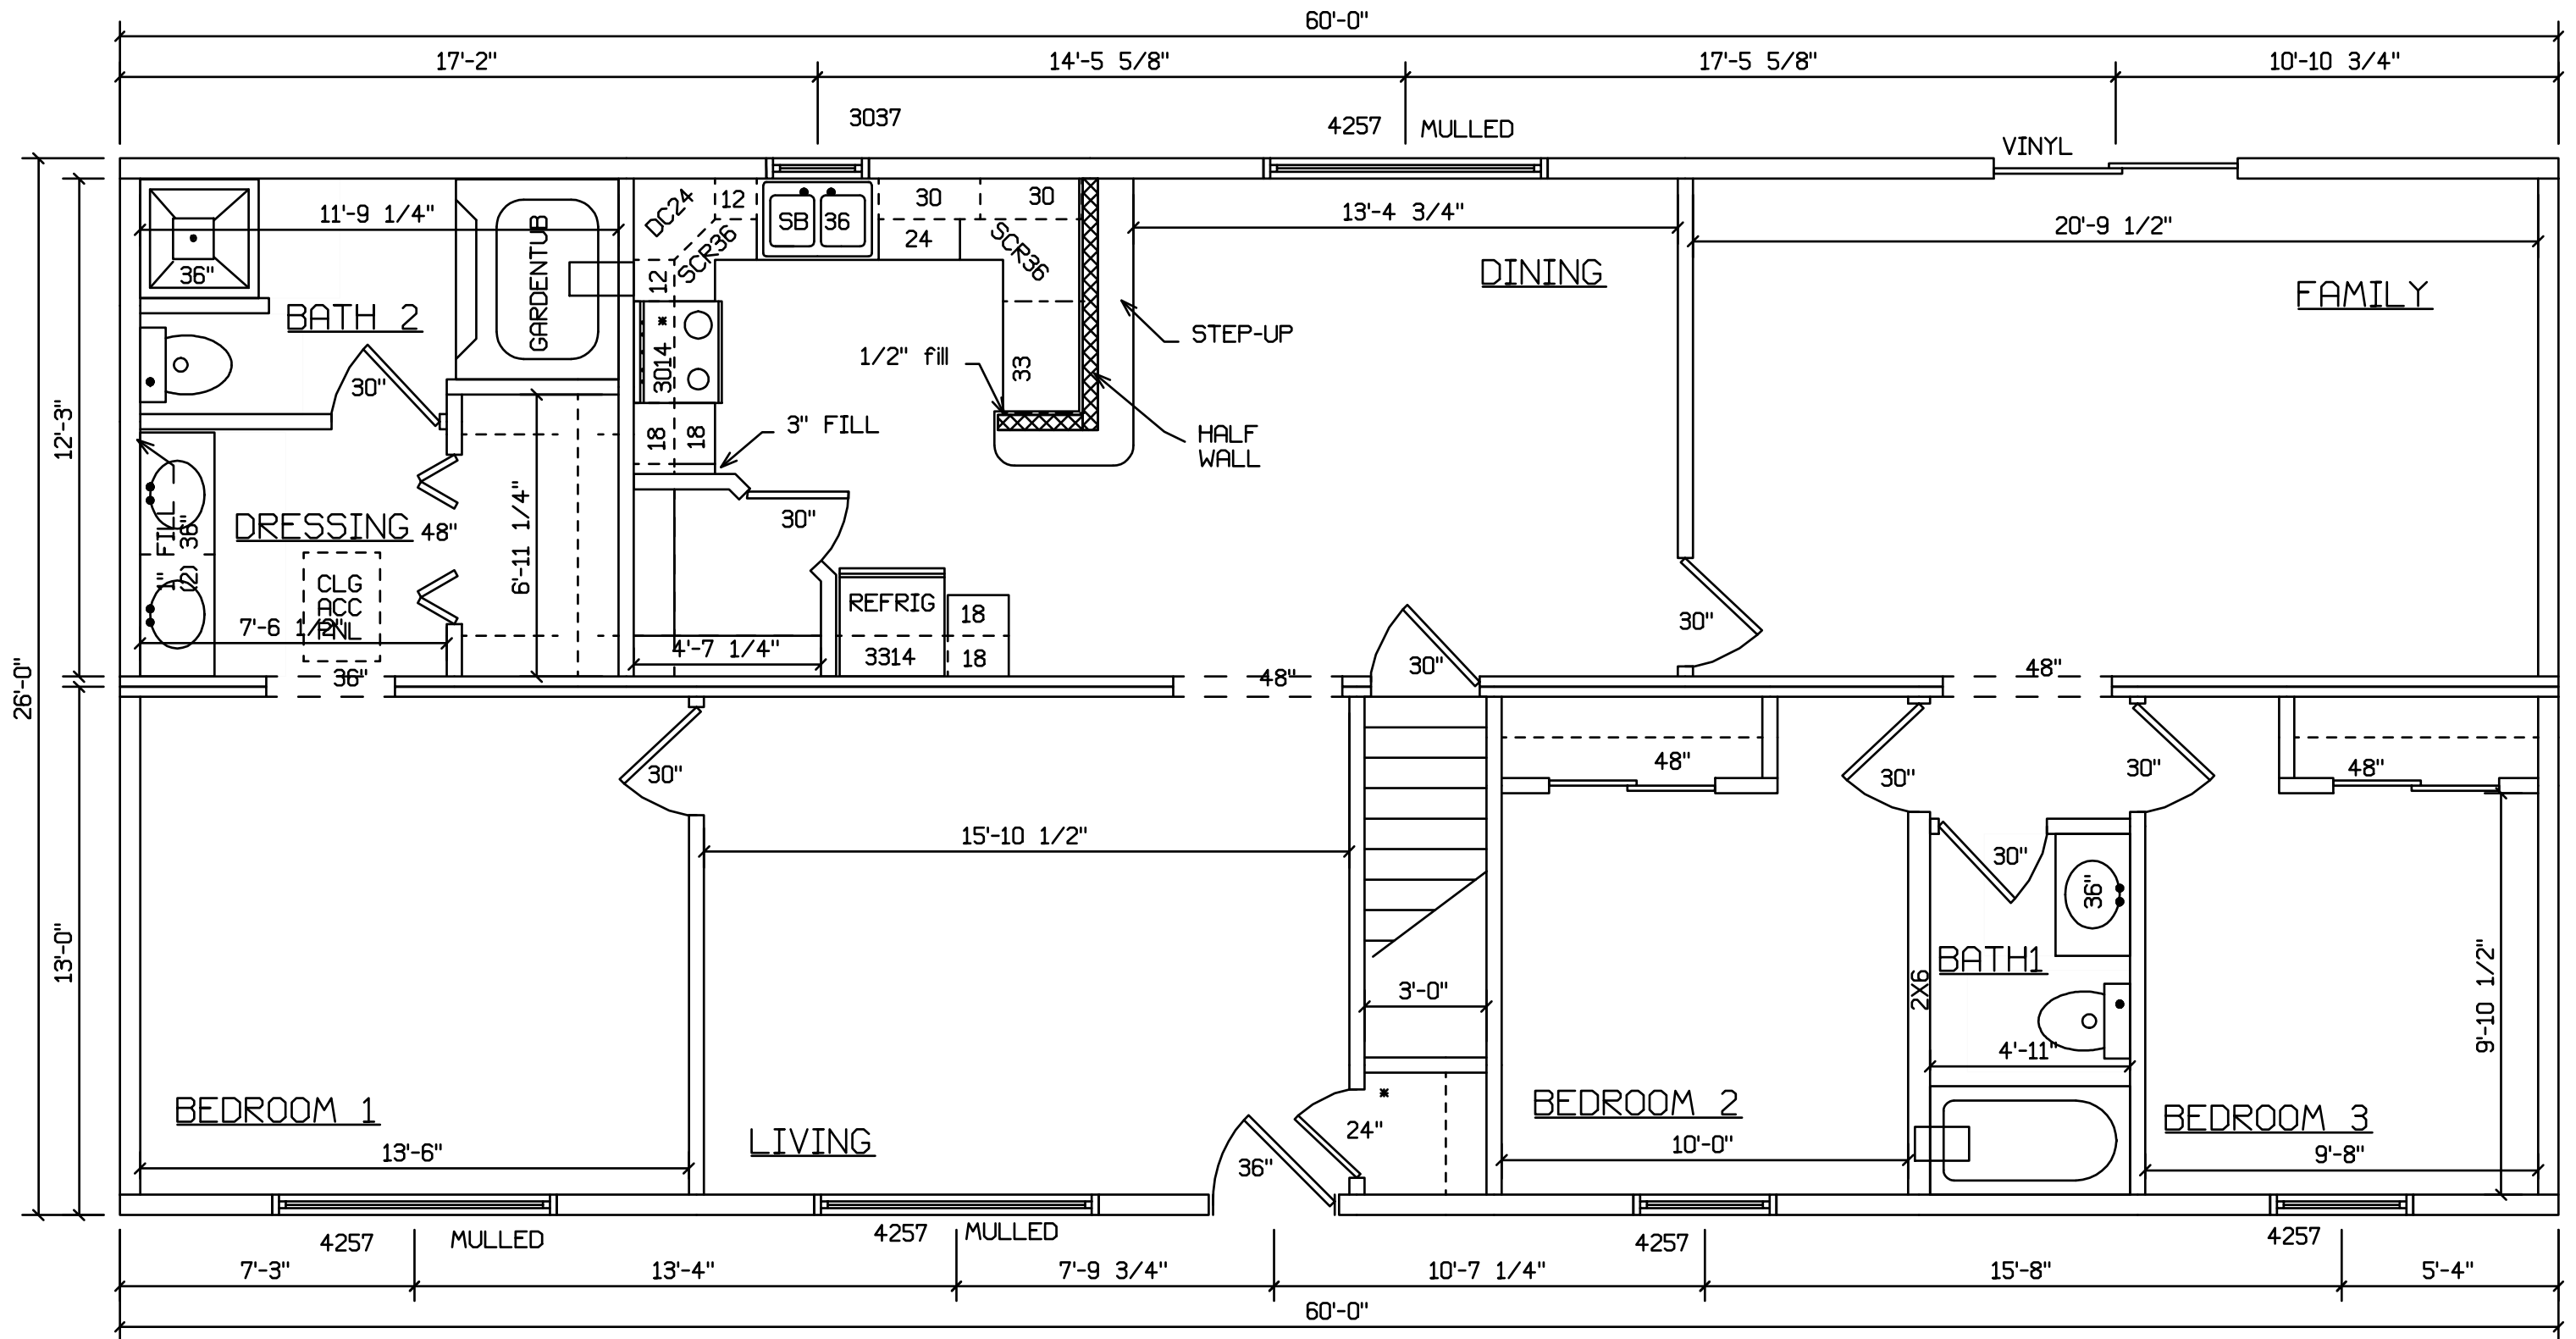 60'-0"
17'-2"
14'-5 5/8"
17'-5 5/8"
10'-10 3/4"
3037
4257
MULLED
VINYL
11'-9 1/4"
36"
BATH 2
GARDENTUB
30"
DC24
12
SB
36
30
30
24
SCR36
SCR36
12
3014
*
18
18
33
1/2" fill
3" FILL
STEP-UP
HALF
WALL
13'-4 3/4"
DINING
20'-9 1/2"
FAMILY
12'-3"
26'-0"
13'-0"
1" FILL
(2) 36"
DRESSING
48"
6'-11 1/4"
CLG
ACC
PNL
7'-6 1/2"
36"
30"
REFRIG
18
4'-7 1/4"
3314
18
48"
30"
30"
48"
30"
15'-10 1/2"
48"
30"
30"
48"
30"
36"
BATH1
2X6
3'-0"
4'-11"
9'-10 1/2"
BEDROOM 1
13'-6"
LIVING
36"
24"
*
BEDROOM 2
10'-0"
BEDROOM 3
9'-8"
4257
MULLED
4257
MULLED
4257
4257
7'-3"
13'-4"
7'-9 3/4"
10'-7 1/4"
15'-8"
5'-4"
60'-0"